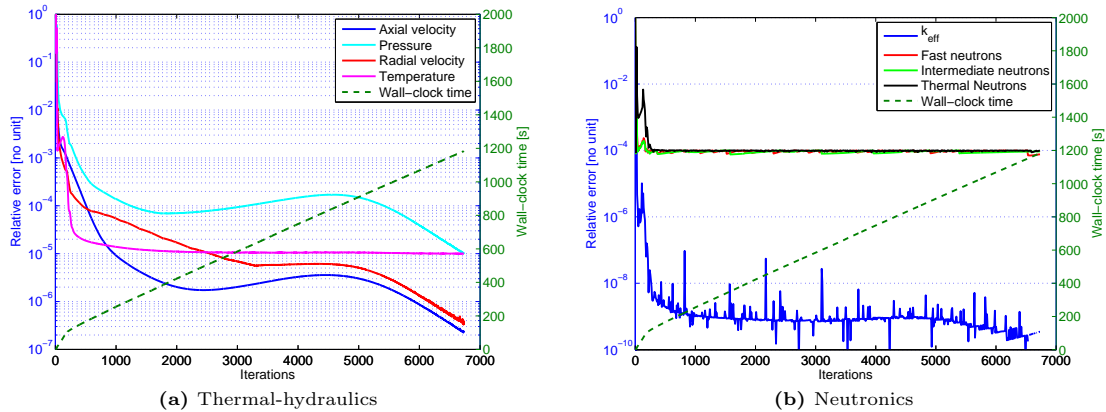 10^0
10^-1
10^-2
10^-3
10^-4
10^-5
10^-6
10^-7
Relative error [no unit]
0
1000
2000
3000
4000
5000
6000
7000
Iterations
2000
1800
1600
1400
1200
1000
800
600
400
200
0
Wall-clock time [s]
Axial velocity
Pressure
Radial velocity
Temperature
Wall-clock time
(a) Thermal-hydraulics
10^0
10^-2
10^-4
10^-6
10^-8
10^-10
Relative error [no unit]
0
1000
2000
3000
4000
5000
6000
7000
Iterations
2000
1800
1600
1400
1200
1000
800
600
400
200
0
Wall-clock time [s]
k_eff
Fast neutrons
Intermediate neutrons
Thermal Neutrons
Wall-clock time
(b) Neutronics